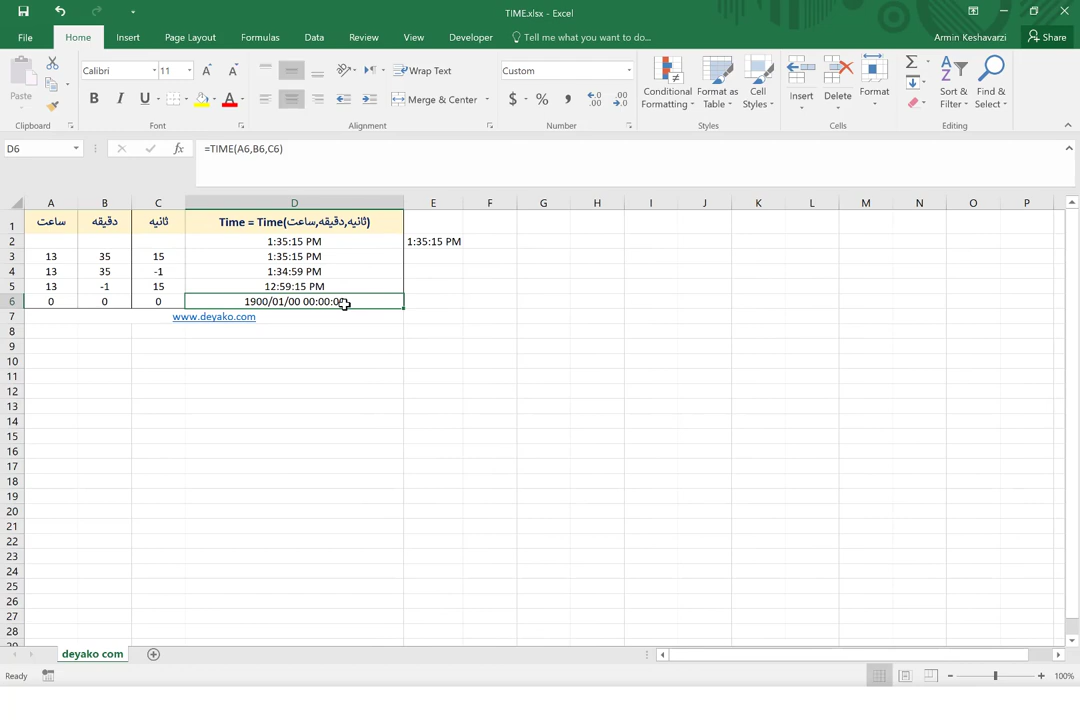 TIME.xlsx - Excel
File Home Insert Page Layout Formulas Data Review View Developer Tell me what you want to do... Armin Keshavarzi Share
Calibri 11 Wrap Text Custom
Paste B I U Merge & Center $ % , Conditional Formatting Format as Table Cell Styles Insert Delete Format Sort & Filter Find & Select
Clipboard Font Alignment Number Styles Cells Editing
D6 fx =TIME(A6,B6,C6)
A B C D E F G H I J K L M N O P
1 ساعت دقیقه ثانیه Time = Time(ثانیه,دقیقه,ساعت)
2 1:35:15 PM 1:35:15 PM
3 13 35 15 1:35:15 PM
4 13 35 -1 1:34:59 PM
5 13 -1 15 12:59:15 PM
6 0 0 0 1900/01/00 00:00:
7 www.deyako.com
8
9
10
11
12
13
14
15
16
17
18
19
20
21
22
23
24
25
26
27
28
deyako com
Ready 100%